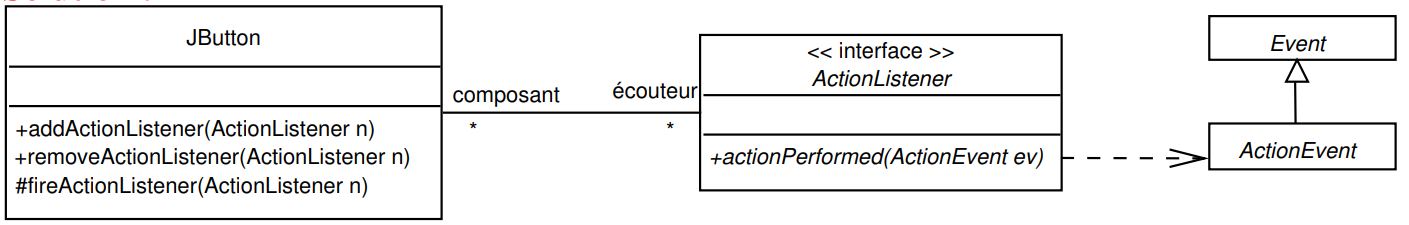 JButton
+addActionListener(ActionListener n)
+removeActionListener(ActionListener n)
#fireActionListener(ActionListener n)
composant
*
écouteur
*
<< interface >>
ActionListener
+actionPerformed(ActionEvent ev)
Event
ActionEvent